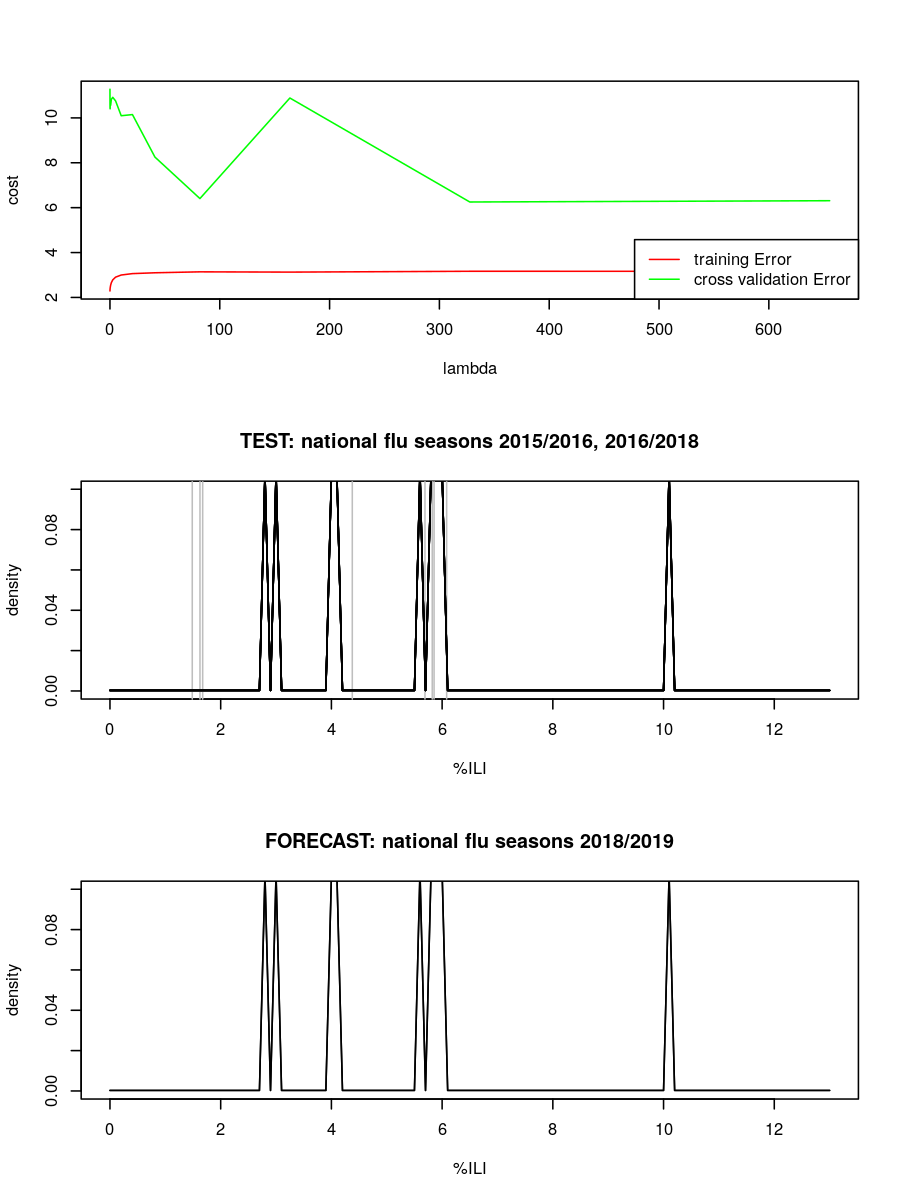 cost
10
8
6
4
2
training Error
cross validation Error
0 100 200 300 400 500 600
lambda
TEST: national flu seasons 2015/2016, 2016/2018
density
0.08
0.04
0.00
0 2 4 6 8 10 12
%ILI
FORECAST: national flu seasons 2018/2019
density
0.08
0.04
0.00
0 2 4 6 8 10 12
%ILI